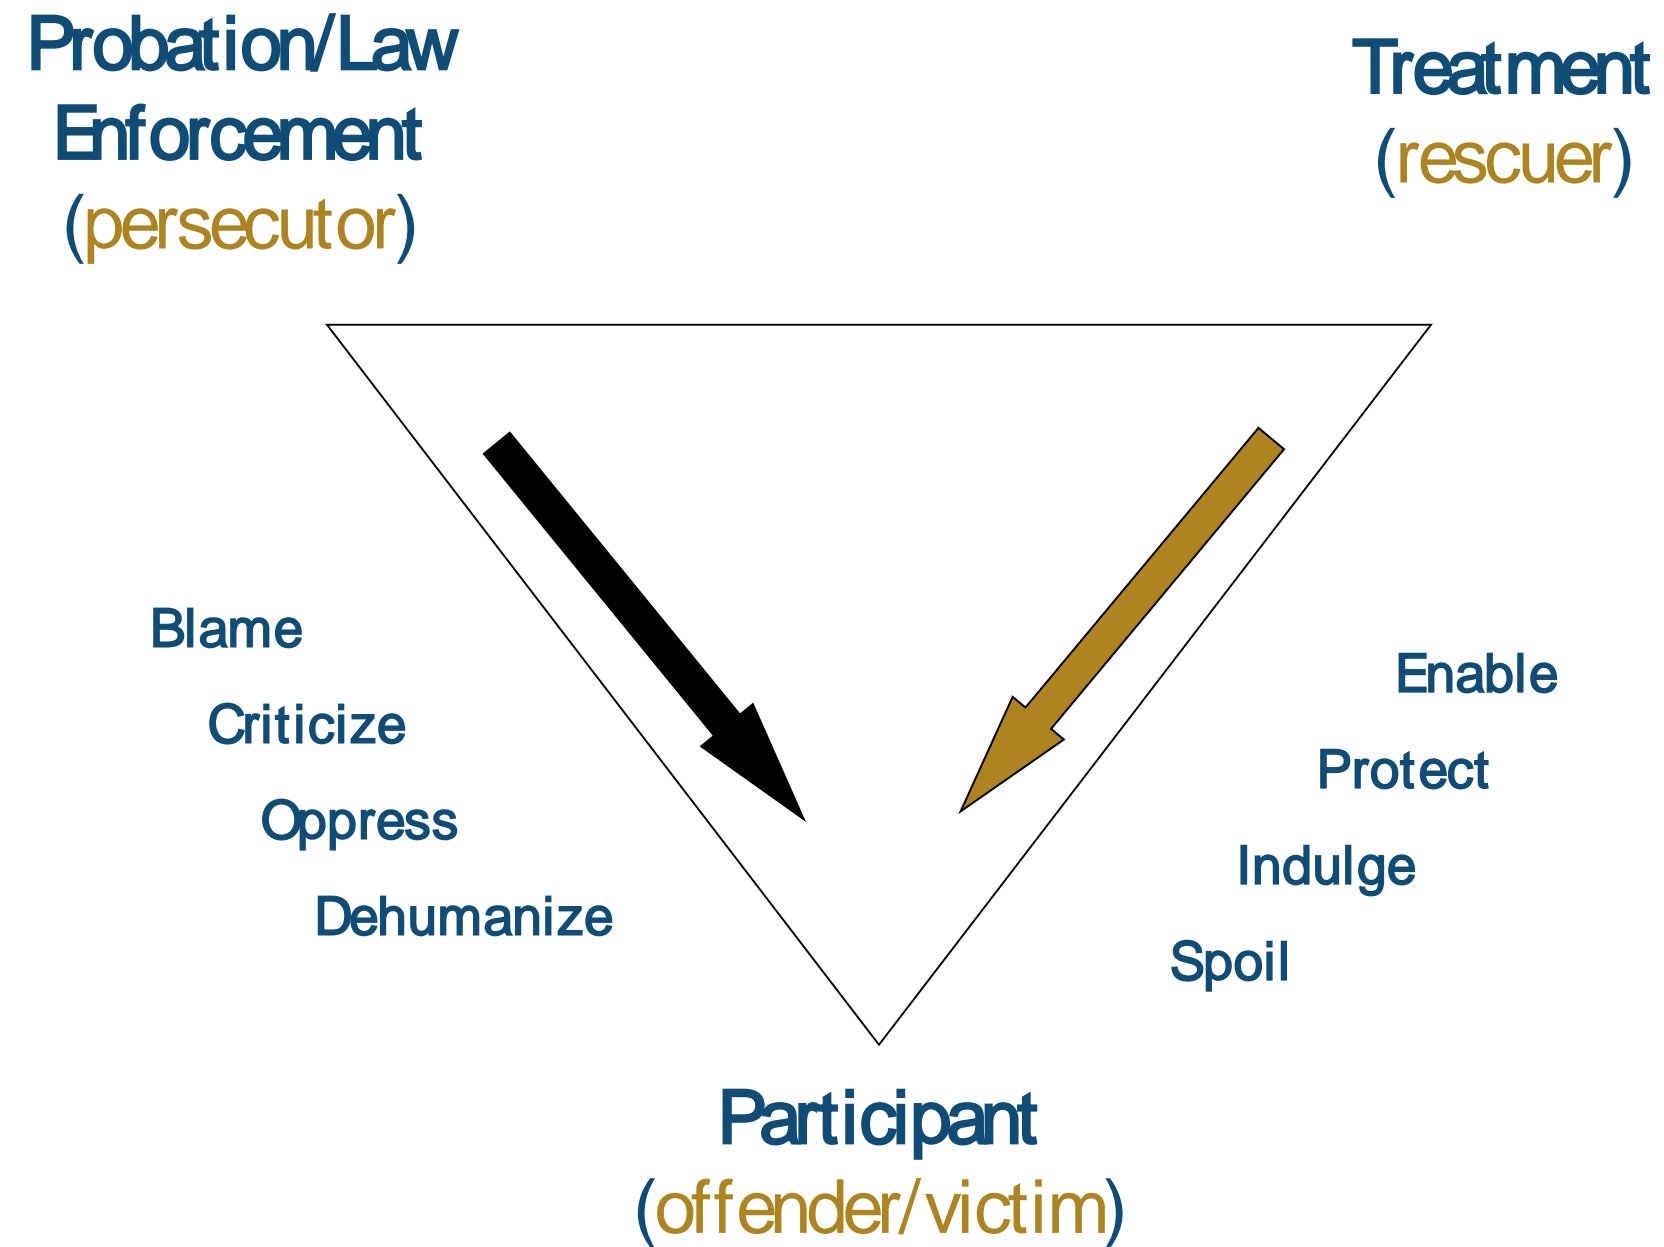 Probation/Law
Enforcement
(persecutor)
Treatment
(rescuer)
Blame
Criticize
Oppress
Dehumanize
Enable
Protect
Indulge
Spoil
Participant
(offender/victim)